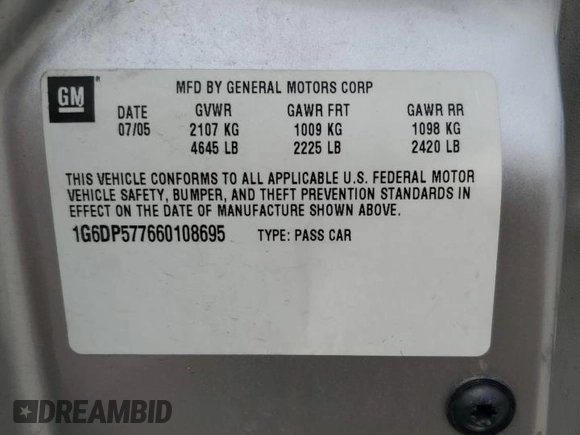 GM
MFD BY GENERAL MOTORS CORP
DATE GVWR GAWR FRT GAWR RR
07/05 2107 KG 1009 KG 1098 KG
4645 LB 2225 LB 2420 LB
THIS VEHICLE CONFORMS TO ALL APPLICABLE U.S. FEDERAL MOTOR
VEHICLE SAFETY, BUMPER, AND THEFT PREVENTION STANDARDS IN
EFFECT ON THE DATE OF MANUFACTURE SHOWN ABOVE.
1G6DP577660108695 TYPE: PASS CAR
DREAMBID